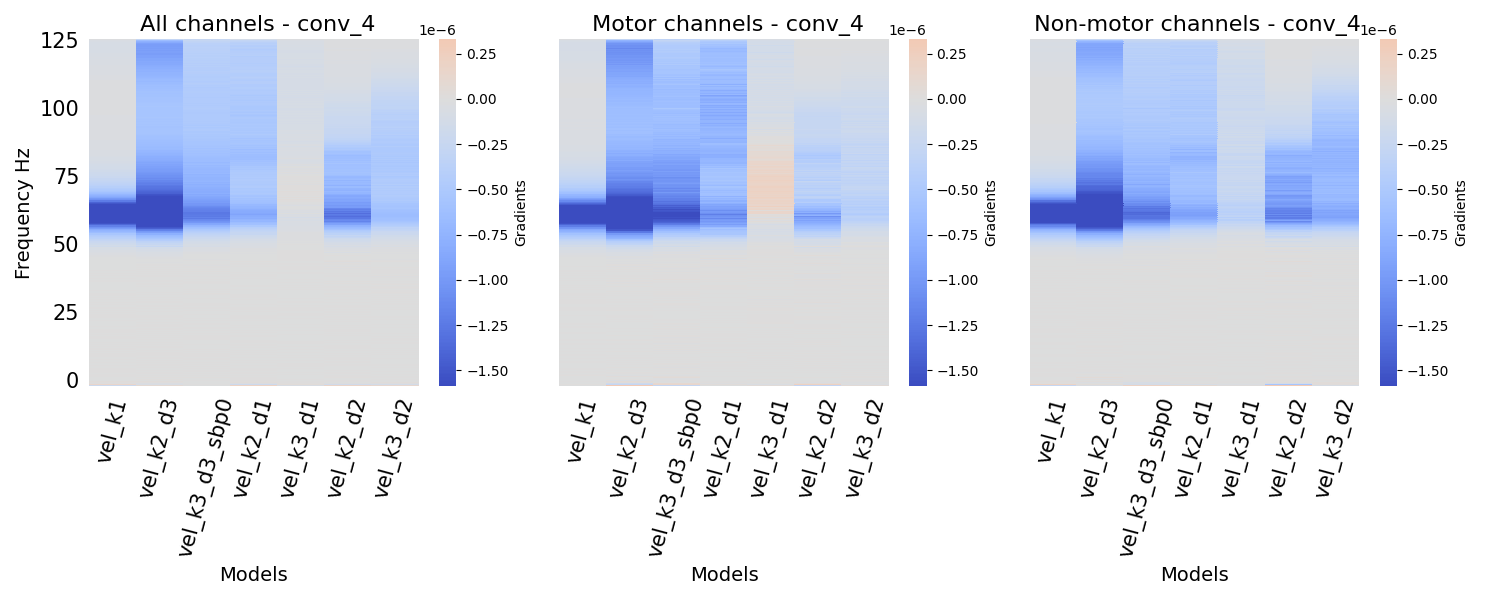 All channels - conv_4
Motor channels - conv_4
Non-motor channels - conv_4
1e−6
1e−6
1e−6
Frequency Hz
125
100
75
50
25
0
0.25
0.00
−0.25
−0.50
−0.75
−1.00
−1.25
−1.50
Gradients
0.25
0.00
−0.25
−0.50
−0.75
−1.00
−1.25
−1.50
Gradients
0.25
0.00
−0.25
−0.50
−0.75
−1.00
−1.25
−1.50
Gradients
vel_k1
vel_k2_d3
vel_k3_d3_sbp0
vel_k2_d1
vel_k3_d1
vel_k2_d2
vel_k3_d2
vel_k1
vel_k2_d3
vel_k3_d3_sbp0
vel_k2_d1
vel_k3_d1
vel_k2_d2
vel_k3_d2
vel_k1
vel_k2_d3
vel_k3_d3_sbp0
vel_k2_d1
vel_k3_d1
vel_k2_d2
vel_k3_d2
Models
Models
Models